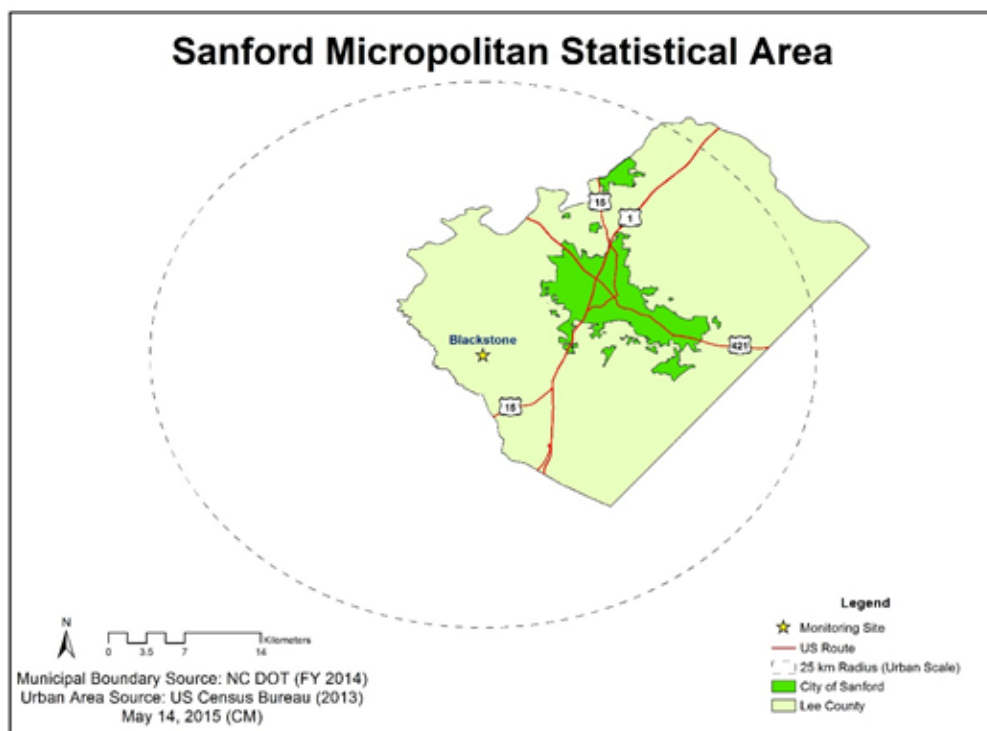 Sanford Micropolitan Statistical Area
15
1
Blackstone
421
15
Legend
Monitoring Site
US Route
25 km Radius (Urban Scale)
City of Sanford
Lee County
N
Kilometers
0 3.5 7 14
Municipal Boundary Source: NC DOT (FY 2014)
Urban Area Source: US Census Bureau (2013)
May 14, 2015 (CM)